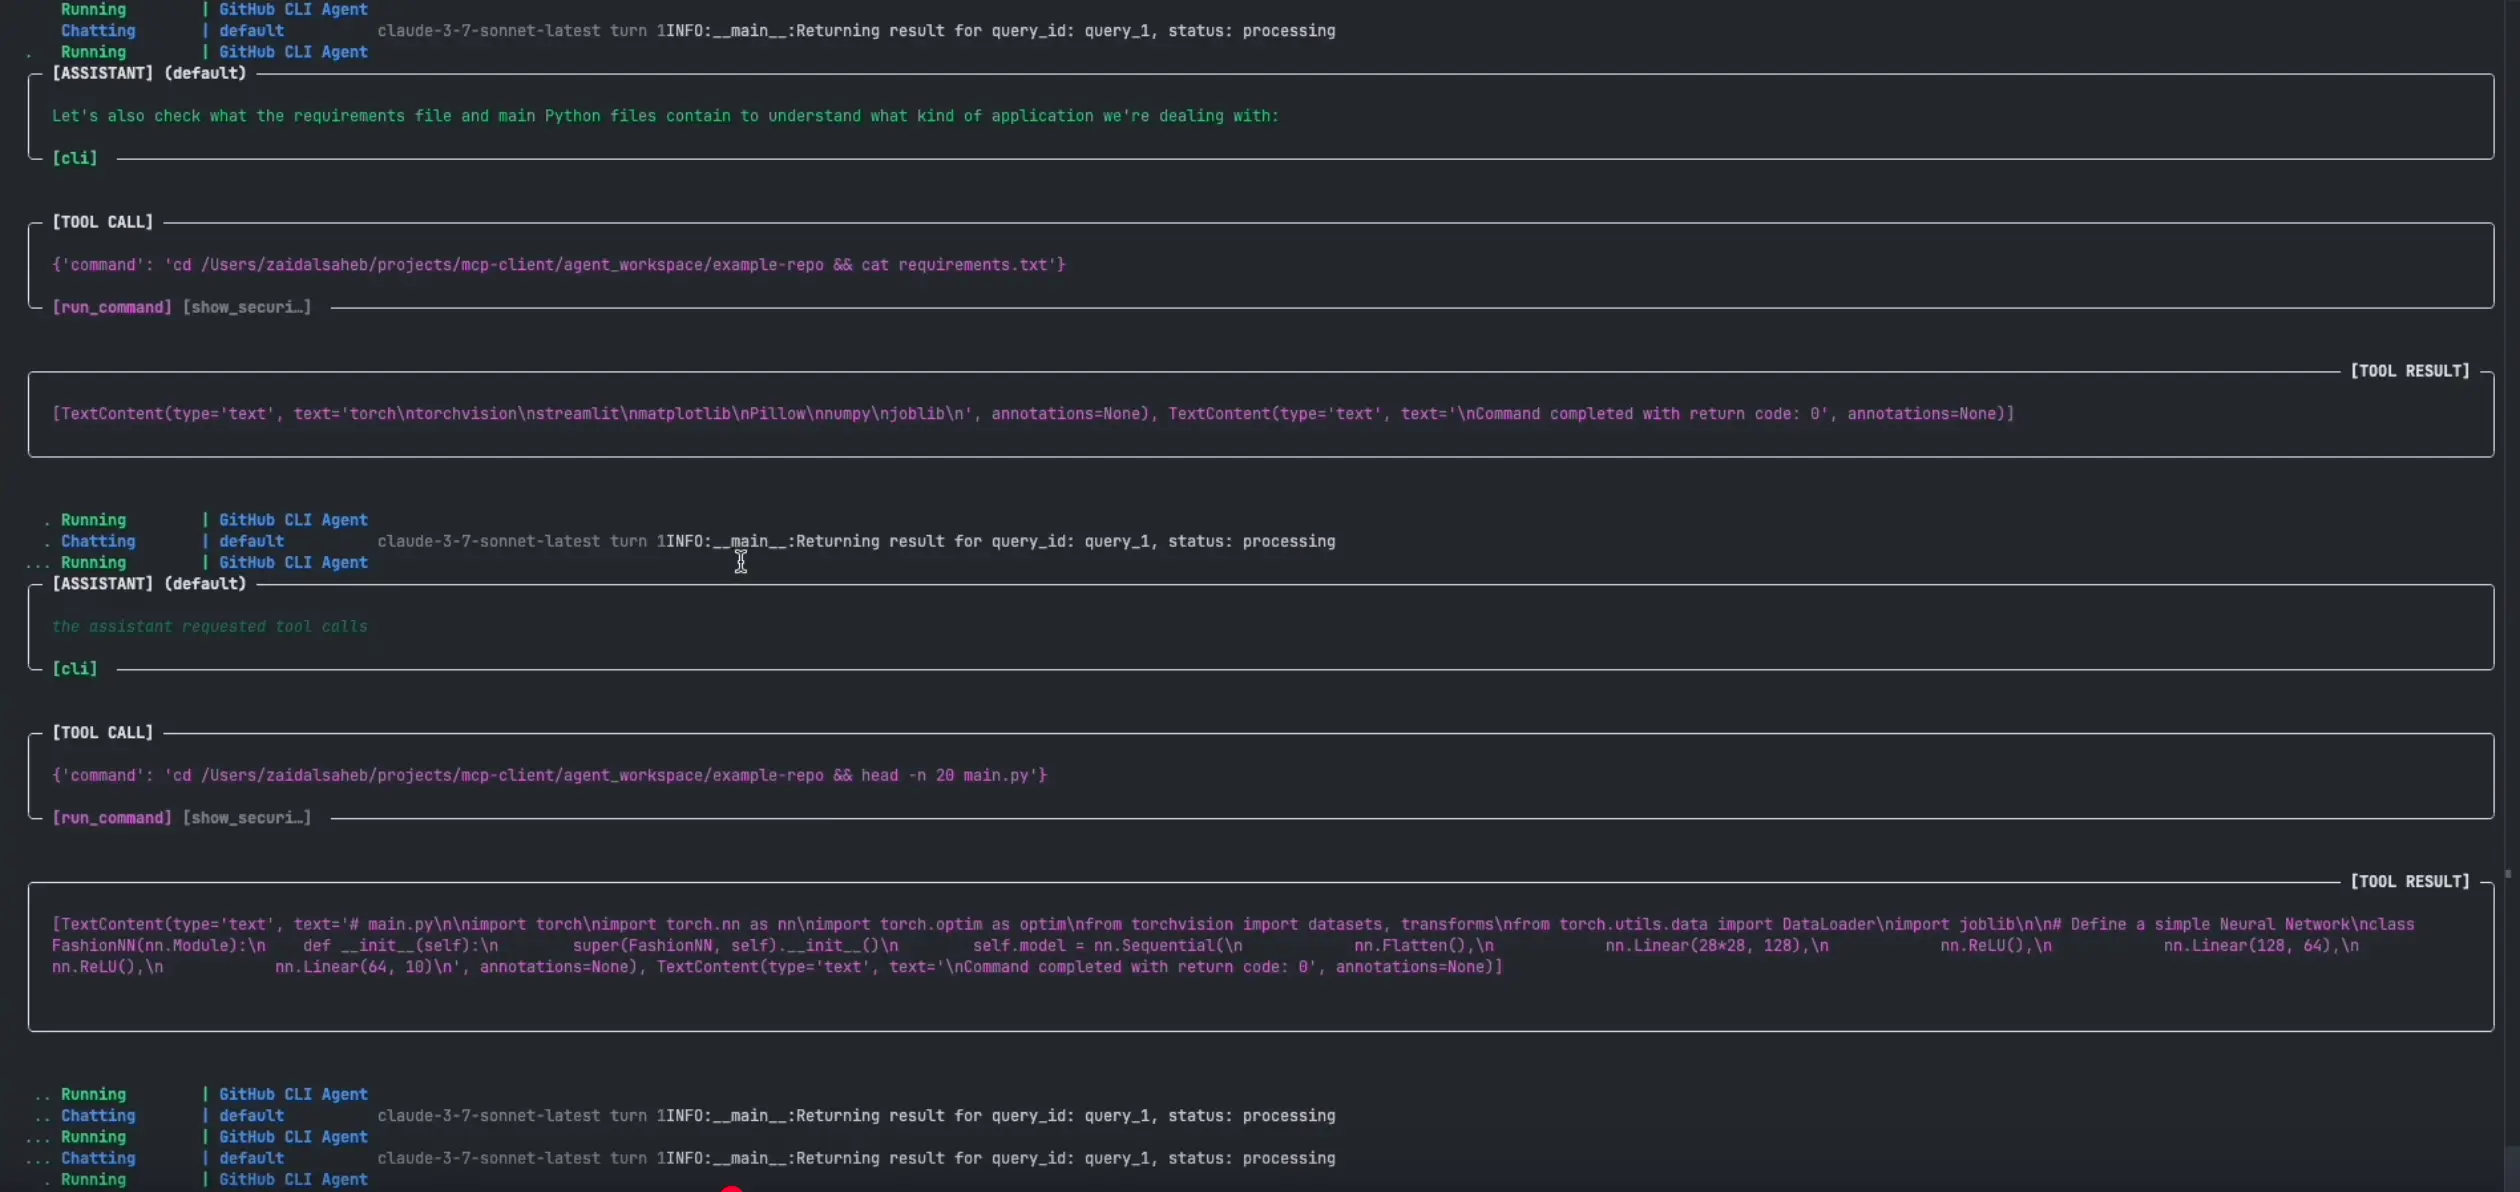 Running | GitHub CLI Agent
Chatting | default claude-3-7-sonnet-latest turn 1INFO:__main__:Returning result for query_id: query_1, status: processing
. Running | GitHub CLI Agent
[ASSISTANT] (default)
Let's also check what the requirements file and main Python files contain to understand what kind of application we're dealing with:
[cli]
[TOOL CALL]
{'command': 'cd /Users/zaidalsaheb/projects/mcp-client/agent_workspace/example-repo && cat requirements.txt'}
[run_command] [show_securi…]
[TOOL RESULT]
[TextContent(type='text', text='torch\ntorchvision\nstreamlit\nmatplotlib\nPillow\nnumpy\njoblib\n', annotations=None), TextContent(type='text', text='\nCommand completed with return code: 0', annotations=None)]
. Running | GitHub CLI Agent
. Chatting | default claude-3-7-sonnet-latest turn 1INFO:__main__:Returning result for query_id: query_1, status: processing
... Running | GitHub CLI Agent
[ASSISTANT] (default)
the assistant requested tool calls
[cli]
[TOOL CALL]
{'command': 'cd /Users/zaidalsaheb/projects/mcp-client/agent_workspace/example-repo && head -n 20 main.py'}
[run_command] [show_securi…]
[TOOL RESULT]
[TextContent(type='text', text='# main.py\n\nimport torch\nimport torch.nn as nn\nimport torch.optim as optim\nfrom torchvision import datasets, transforms\nfrom torch.utils.data import DataLoader\nimport joblib\n\n# Define a simple Neural Network\nclass
FashionNN(nn.Module):\n    def __init__(self):\n        super(FashionNN, self).__init__()\n        self.model = nn.Sequential(\n            nn.Flatten(),\n            nn.Linear(28*28, 128),\n            nn.ReLU(),\n            nn.Linear(128, 64),\n
nn.ReLU(),\n            nn.Linear(64, 10)\n', annotations=None), TextContent(type='text', text='\nCommand completed with return code: 0', annotations=None)]
.. Running | GitHub CLI Agent
.. Chatting | default claude-3-7-sonnet-latest turn 1INFO:__main__:Returning result for query_id: query_1, status: processing
... Running | GitHub CLI Agent
... Chatting | default claude-3-7-sonnet-latest turn 1INFO:__main__:Returning result for query_id: query_1, status: processing
. Running | GitHub CLI Agent